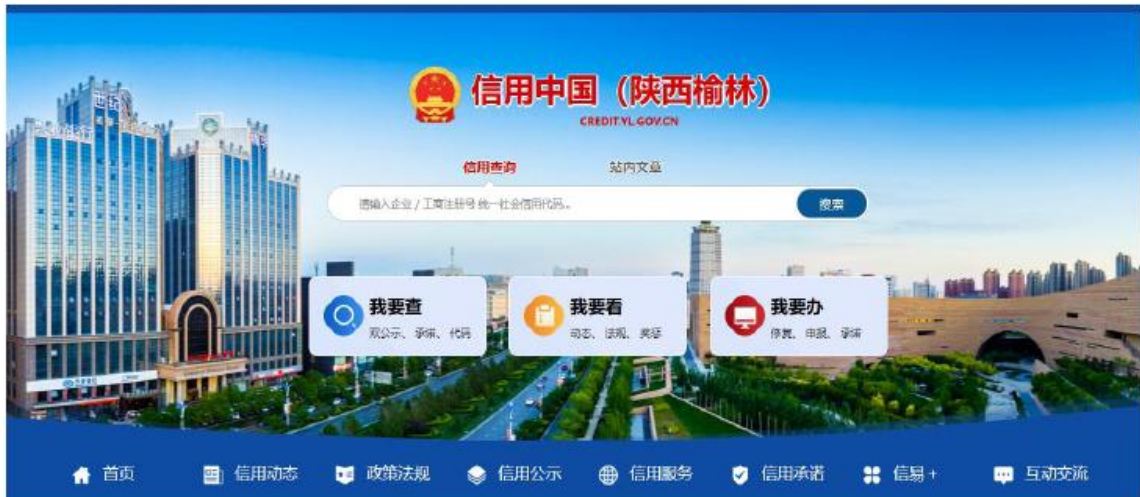 信用中国（陕西榆林）
CREDIT.YL.GOV.CN
信用查询 站内文章
请输入企业 / 工商注册号 统一社会信用代码..
搜索
我要查
双公示、承诺、代码
我要看
动态、法规、奖惩
我要办
修复、申报、承诺
首页 信用动态 政策法规 信用公示 信用服务 信用承诺 信易+ 互动交流